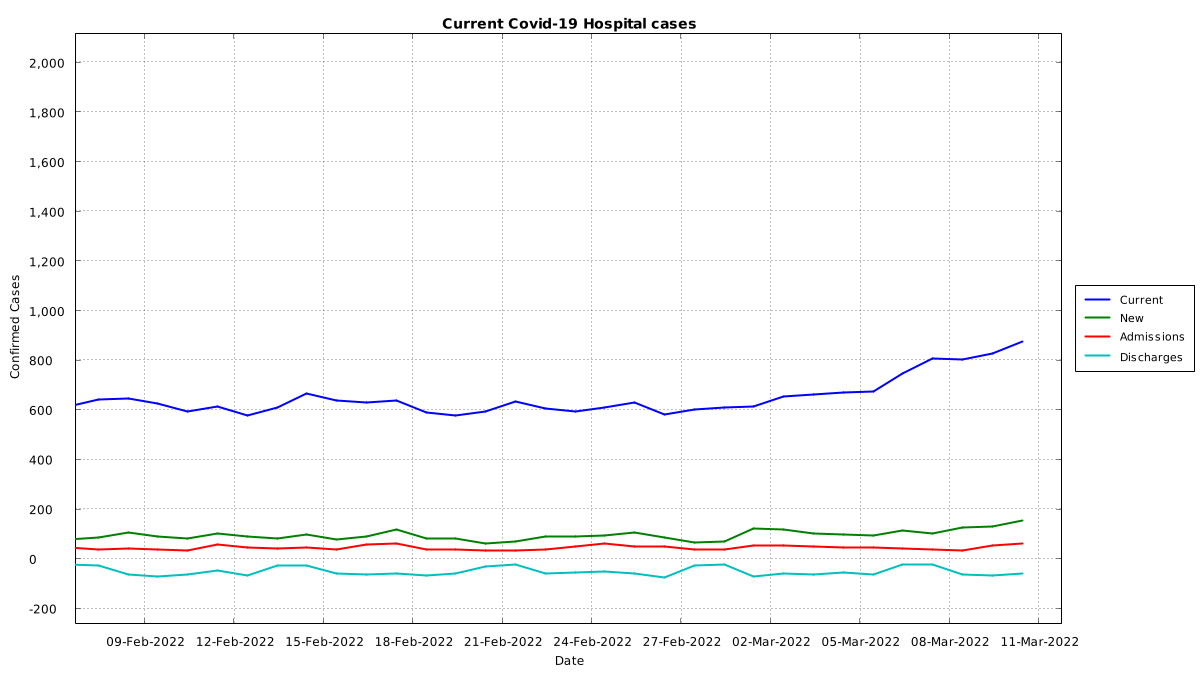 Current Covid-19 Hospital cases
2,000
1,800
1,600
1,400
1,200
1,000
800
600
400
200
0
-200
Confirmed Cases
09-Feb-2022 12-Feb-2022 15-Feb-2022 18-Feb-2022 21-Feb-2022 24-Feb-2022 27-Feb-2022 02-Mar-2022 05-Mar-2022 08-Mar-2022 11-Mar-2022
Date
Current
New
Admissions
Discharges